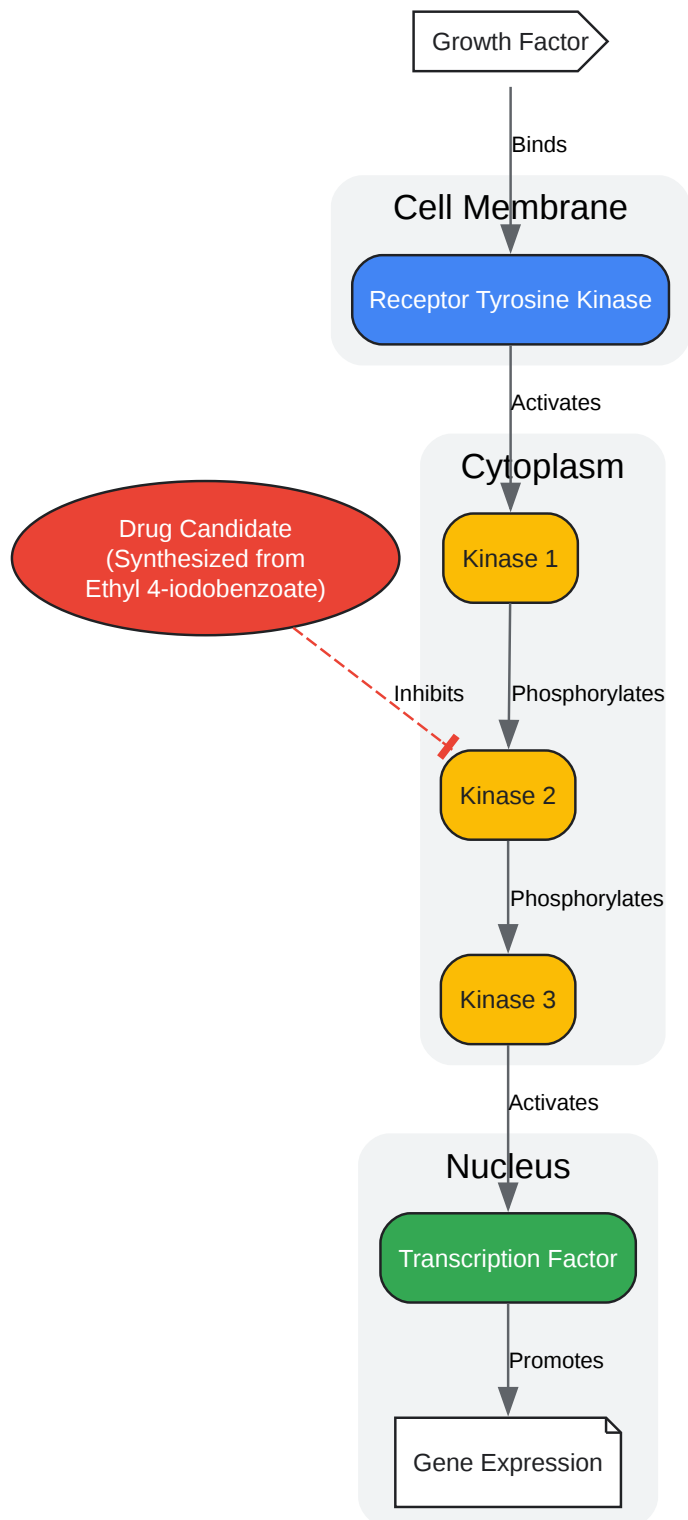 Growth Factor
Binds
Cell Membrane
Receptor Tyrosine Kinase
Activates
Cytoplasm
Drug Candidate
(Synthesized from
Ethyl 4-iodobenzoate)
Kinase 1
Inhibits
Phosphorylates
Kinase 2
Phosphorylates
Kinase 3
Activates
Nucleus
Transcription Factor
Promotes
Gene Expression